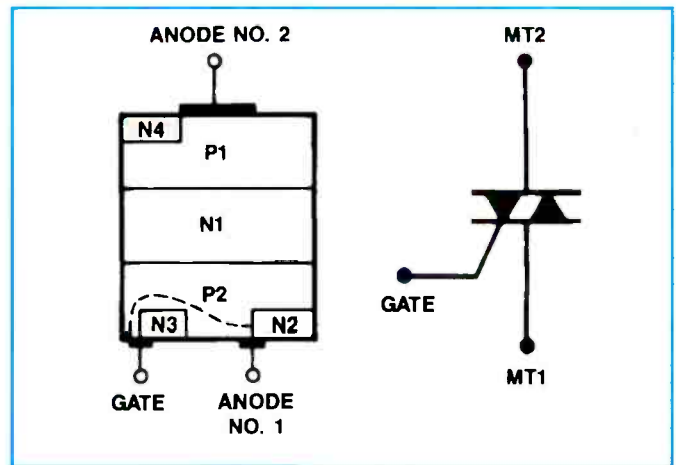 ANODE NO. 2
MT2
N4
P1
N1
P2
N3
N2
GATE
GATE
ANODE
NO. 1
MT1